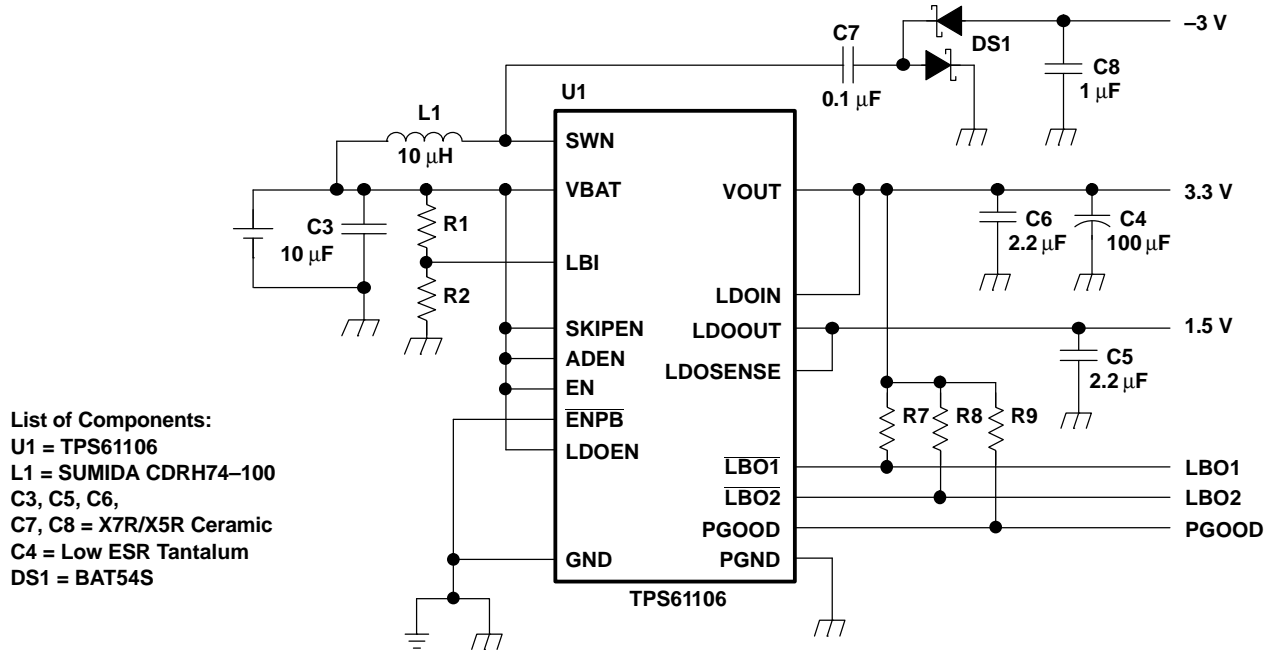 C7
0.1 μF
DS1
–3 V
C8
1 μF
U1
L1
10 μH
SWN
VBAT
C3
10 μF
R1
R2
LBI
SKIPEN
ADEN
EN
ENPB
LDOEN
GND
VOUT
LDOIN
LDOOUT
LDOSENSE
LBO1
LBO2
PGOOD
PGND
TPS61106
C6
2.2 μF
C4
100 μF
3.3 V
1.5 V
C5
2.2 μF
R7
R8
R9
LBO1
LBO2
PGOOD
List of Components:
U1 = TPS61106
L1 = SUMIDA CDRH74–100
C3, C5, C6,
C7, C8 = X7R/X5R Ceramic
C4 = Low ESR Tantalum
DS1 = BAT54S